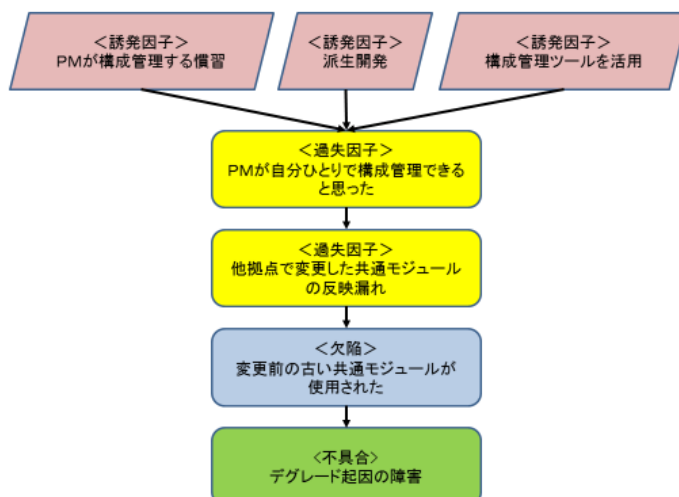 ＜誘発因子＞
PMが構成管理する慣習
＜誘発因子＞
派生開発
＜誘発因子＞
構成管理ツールを活用
＜過失因子＞
PMが自分ひとりで構成管理できる
と思った
＜過失因子＞
他拠点で変更した共通モジュール
の反映漏れ
＜欠陥＞
変更前の古い共通モジュールが
使用された
＜不具合＞
デグレード起因の障害